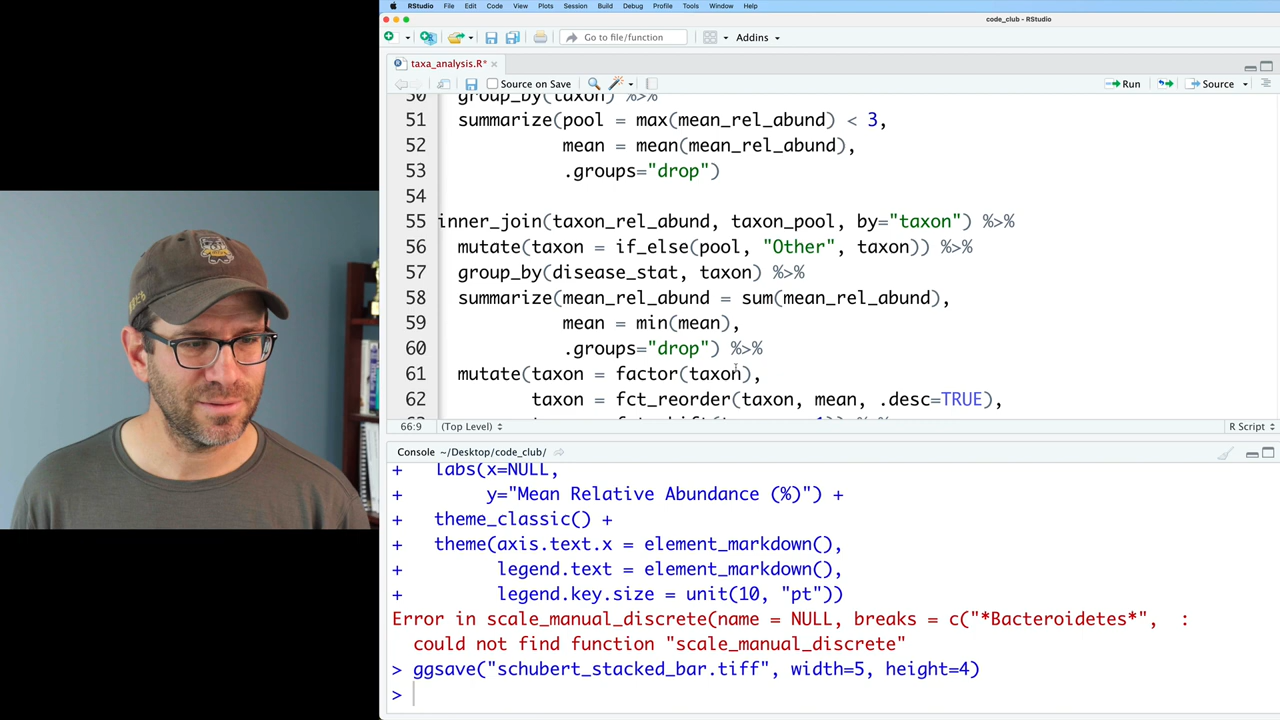 RStudio File Edit Code View Plots Session Build Debug Profile Tools Window Help
code_club - RStudio
Go to file/function Addins
taxa_analysis.R*
Source on Save Run Source
50 group_by(taxon) %>%
51 summarize(pool = max(mean_rel_abund) < 3,
52 mean = mean(mean_rel_abund),
53 .groups="drop")
54
55 inner_join(taxon_rel_abund, taxon_pool, by="taxon") %>%
56 mutate(taxon = if_else(pool, "Other", taxon)) %>%
57 group_by(disease_stat, taxon) %>%
58 summarize(mean_rel_abund = sum(mean_rel_abund),
59 mean = min(mean),
60 .groups="drop") %>%
61 mutate(taxon = factor(taxon),
62 taxon = fct_reorder(taxon, mean, .desc=TRUE),
66:9 (Top Level) R Script
Console ~/Desktop/code_club/
+ labs(x=NULL,
+ y="Mean Relative Abundance (%)") +
+ theme_classic() +
+ theme(axis.text.x = element_markdown(),
+ legend.text = element_markdown(),
+ legend.key.size = unit(10, "pt"))
Error in scale_manual_discrete(name = NULL, breaks = c("*Bacteroidetes*", :
could not find function "scale_manual_discrete"
> ggsave("schubert_stacked_bar.tiff", width=5, height=4)
>